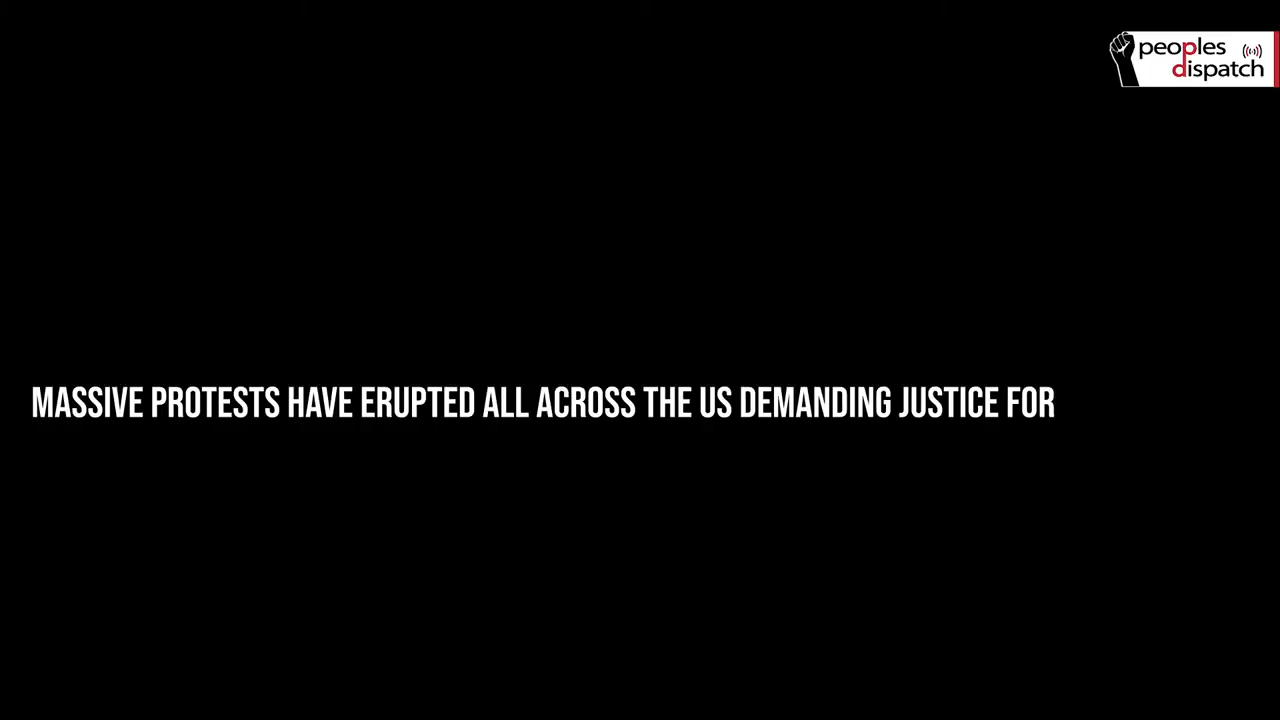 peoples
dispatch
MASSIVE PROTESTS HAVE ERUPTED ALL ACROSS THE US DEMANDING JUSTICE FOR